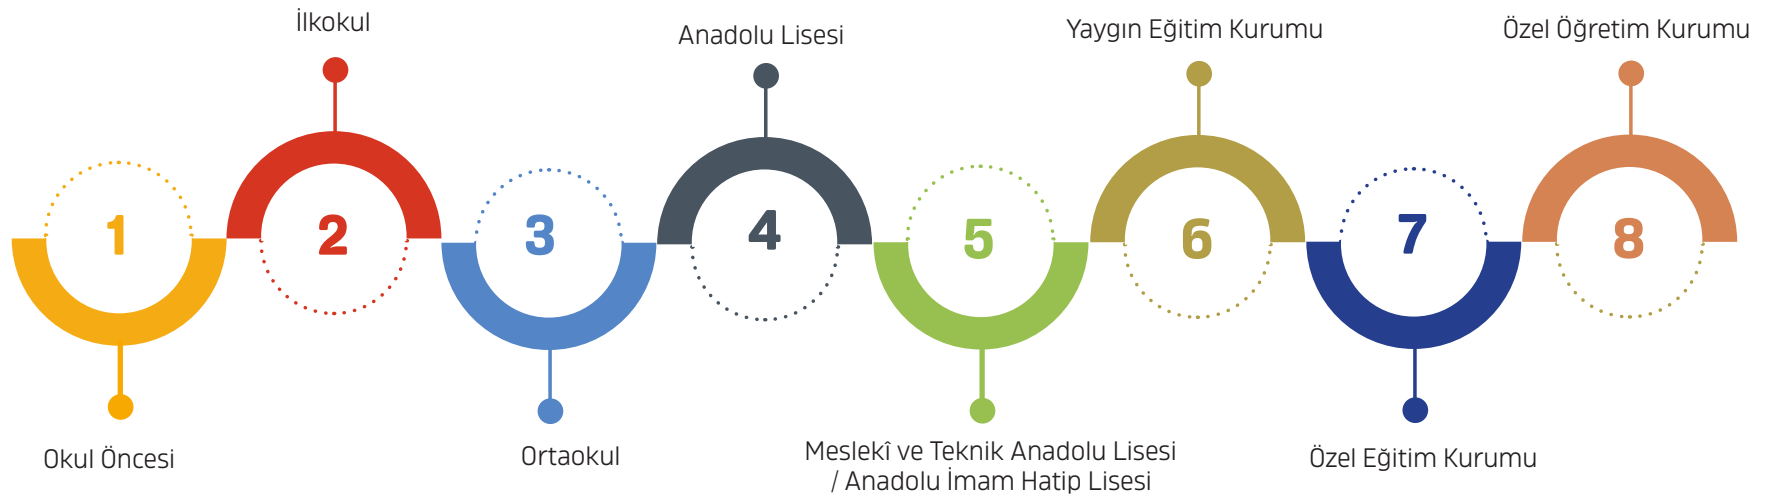 İlkokul
Anadolu Lisesi
Yaygın Eğitim Kurumu
Özel Öğretim Kurumu
1
2
3
4
5
6
7
8
Okul Öncesi
Ortaokul
Meslekî ve Teknik Anadolu Lisesi
/ Anadolu İmam Hatip Lisesi
Özel Eğitim Kurumu